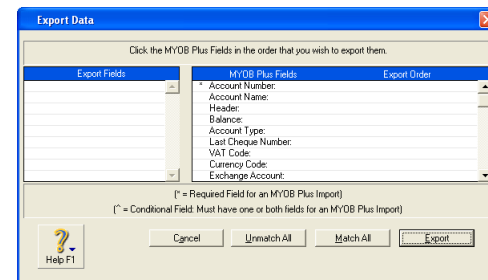 Export Data
Click the MYOB Plus Fields in the order that you wish to export them.
Export Fields
MYOB Plus Fields Export Order
* Account Number:
Account Name:
Header:
Balance:
Account Type:
Last Cheque Number:
VAT Code:
Currency Code:
Exchange Account:
(* = Required Field for an MYOB Plus Import)
(^ = Conditional Field: Must have one or both fields for an MYOB Plus Import)
Help F1
Cancel Unmatch All Match All Export